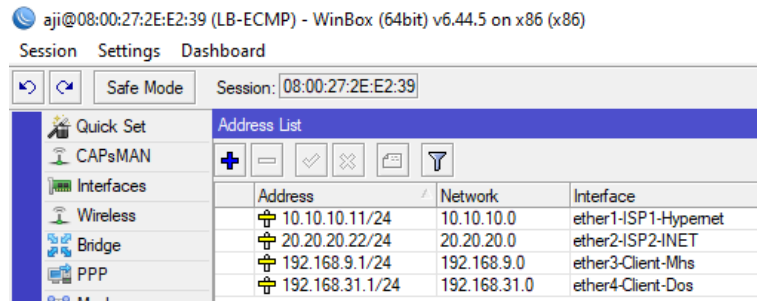 aji@08:00:27:2E:E2:39 (LB-ECMP) - WinBox (64bit) v6.44.5 on x86 (x86)
Session Settings Dashboard
Safe Mode Session: 08:00:27:2E:E2:39
Quick Set
CAPsMAN
Interfaces
Wireless
Bridge
PPP
Address List
Address Network Interface
10.10.10.11/24 10.10.10.0 ether1-ISP1-Hypernet
20.20.20.22/24 20.20.20.0 ether2-ISP2-INET
192.168.9.1/24 192.168.9.0 ether3-Client-Mhs
192.168.31.1/24 192.168.31.0 ether4-Client-Dos